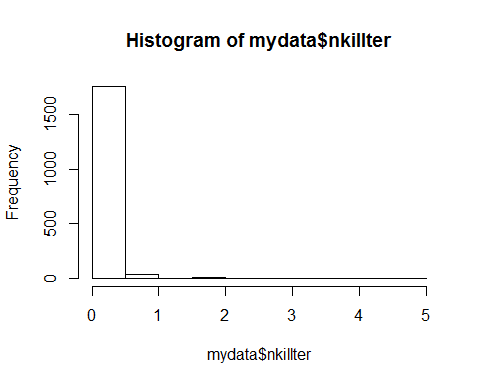 Histogram of mydata$nkillter
Frequency
1500
1000
500
0
0 1 2 3 4 5
mydata$nkillter